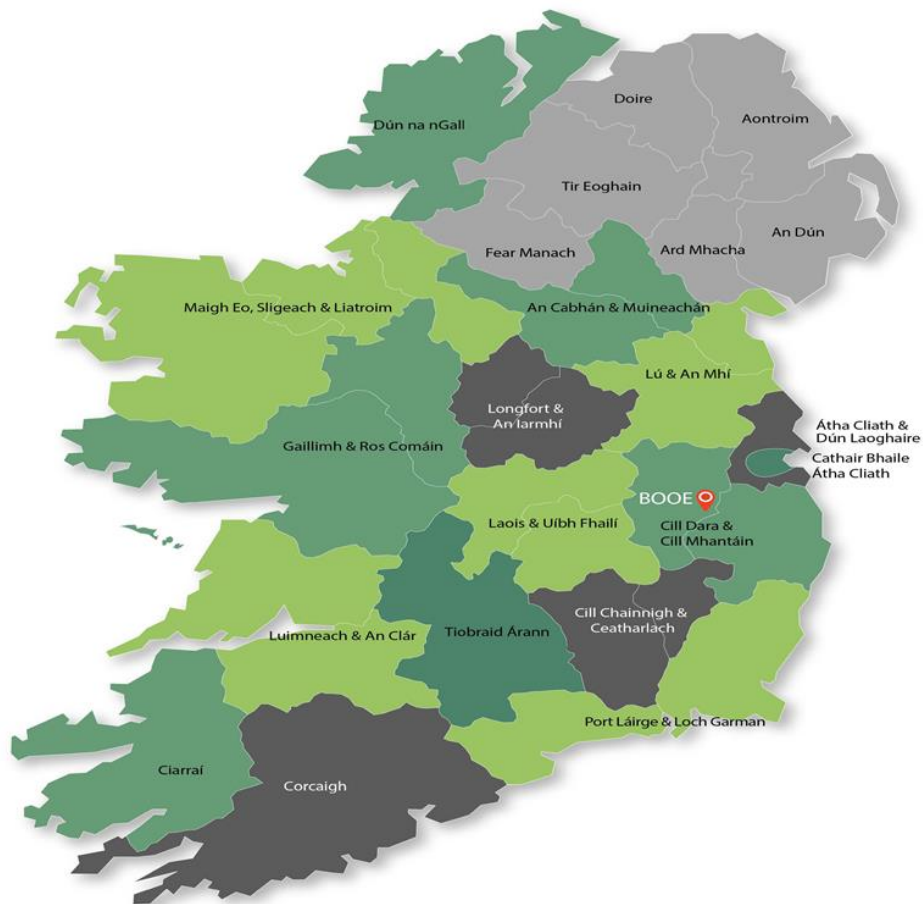 Doire
Aontroim
Dún na nGall
Tir Eoghain
An Dún
Fear Manach
Ard Mhacha
Maigh Eo, Sligeach & Liatroim
An Cabhán & Muineachán
Lú & An Mhí
Longfort &
An Iarmhí
Átha Cliath &
Dún Laoghaire
Cathair Bhaile
Átha Cliath
Gaillimh & Ros Comáin
BOOE
Laois & Uíbh Fhailí
Cill Dara &
Cill Mhantáin
Cill Chainnigh &
Ceatharlach
Luimneach & An Clár
Tiobraid Árann
Port Láirge & Loch Garman
Ciarraí
Corcaigh